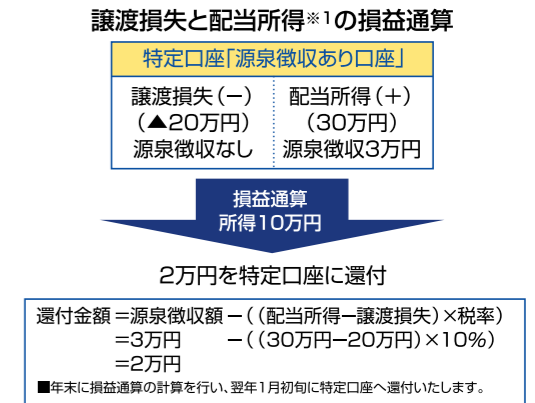 譲渡損失と配当所得※1の損益通算
特定口座「源泉徴収あり口座」
譲渡損失（−）
（▲20万円）
源泉徴収なし
配当所得（＋）
（30万円）
源泉徴収3万円
損益通算
所得10万円
2万円を特定口座に還付
還付金額＝源泉徴収額−（（配当所得−譲渡損失）×税率）
＝3万円 −（（30万円−20万円）×10％）
＝2万円
■年末に損益通算の計算を行い、翌年1月初旬に特定口座へ還付いたします。